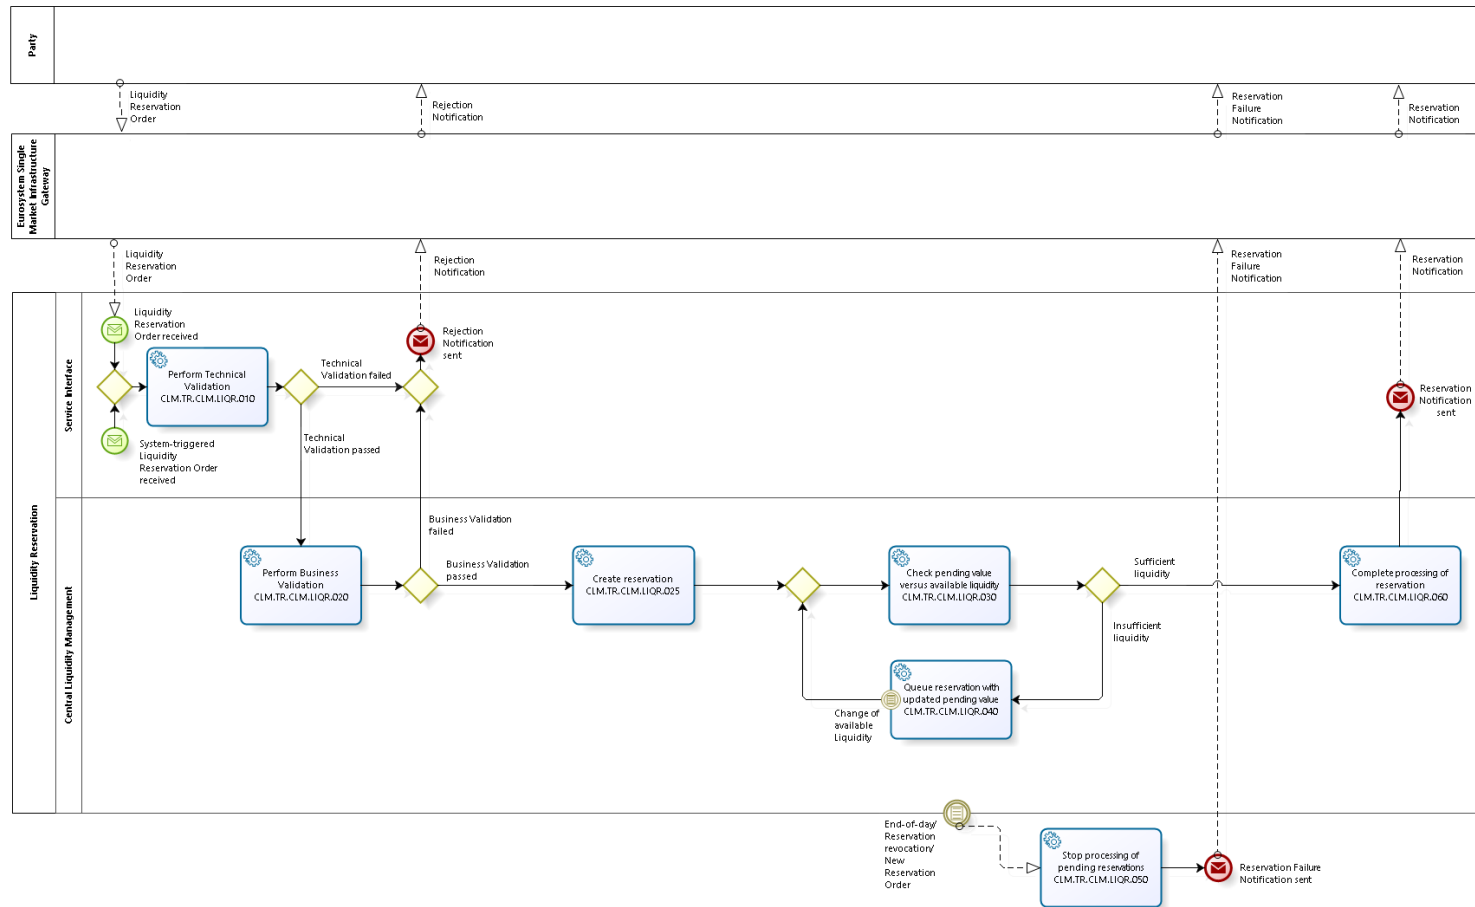 Party
Liquidity
Reservation
Order
Rejection
Notification
Reservation
Failure
Notification
Reservation
Notification
Eurosystem Single
Market Infrastructure
Gateway
Liquidity
Reservation
Order
Rejection
Notification
Reservation
Failure
Notification
Reservation
Notification
Liquidity Reservation
Service Interface
Liquidity
Reservation
Order received
Perform Technical
Validation
CLM.TR.CLM.LIQR.010
System-triggered
Liquidity
Reservation Order
received
Technical
Validation failed
Technical
Validation passed
Rejection
Notification
sent
Reservation
Notification
sent
Central Liquidity Management
Business Validation
failed
Perform Business
Validation
CLM.TR.CLM.LIQR.020
Business Validation
passed
Create reservation
CLM.TR.CLM.LIQR.025
Check pending value
versus available liquidity
CLM.TR.CLM.LIQR.030
Sufficient
liquidity
Insufficient
liquidity
Complete processing of
reservation
CLM.TR.CLM.LIQR.060
Queue reservation with
updated pending value
CLM.TR.CLM.LIQR.040
Change of
available
Liquidity
End-of-day/
Reservation
revocation/
New
Reservation
Order
Stop processing of
pending reservations
CLM.TR.CLM.LIQR.050
Reservation Failure
Notification sent